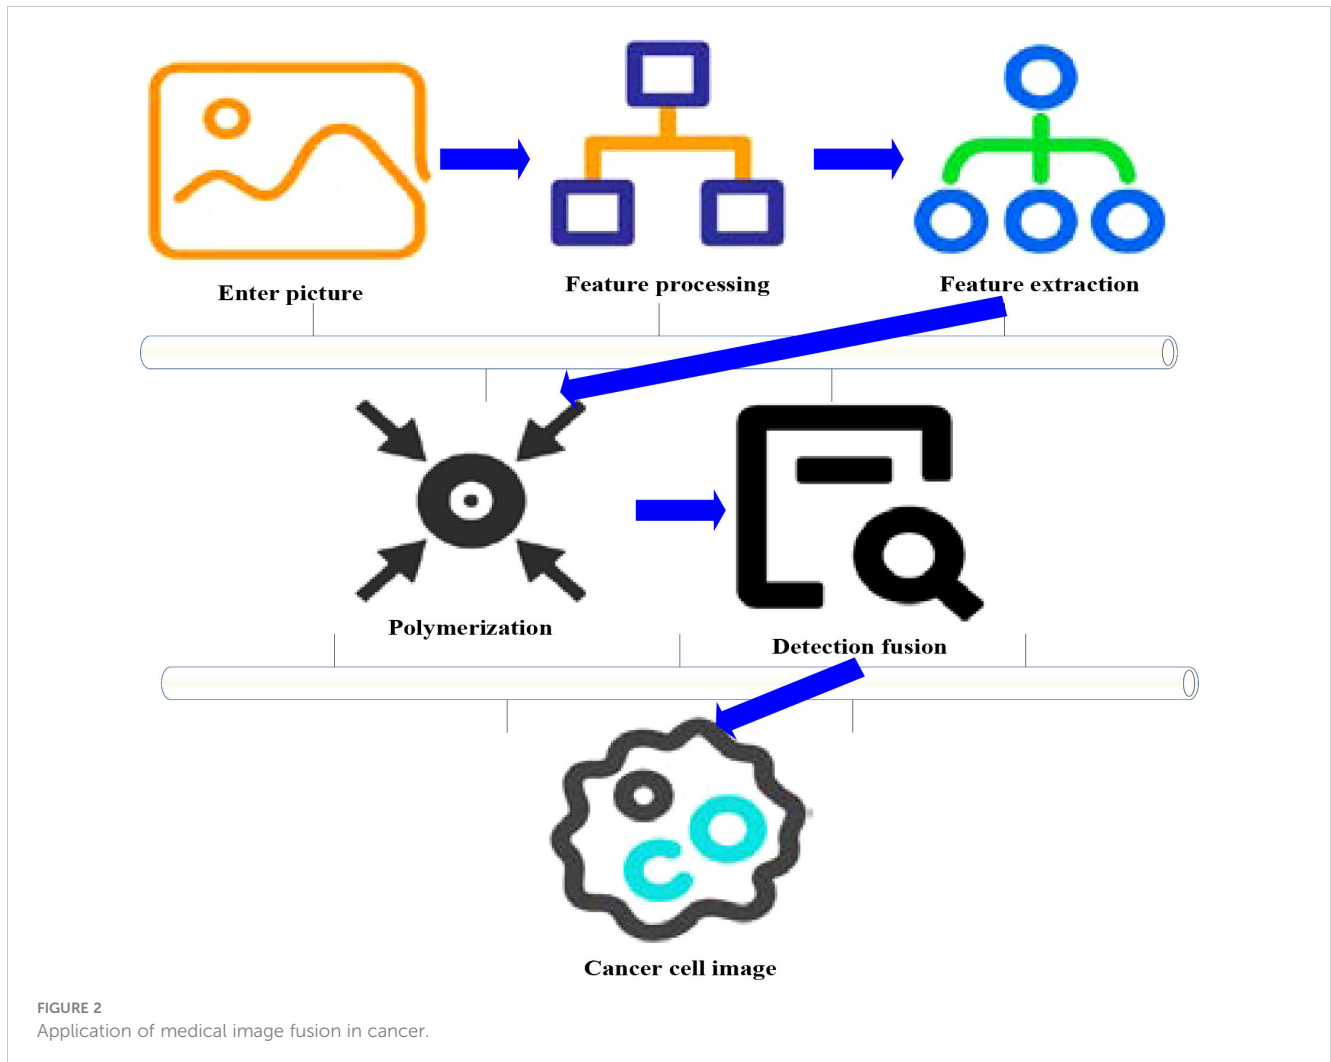 Enter picture
Feature processing
Feature extraction
Polymerization
Detection fusion
Cancer cell image
FIGURE 2
Application of medical image fusion in cancer.